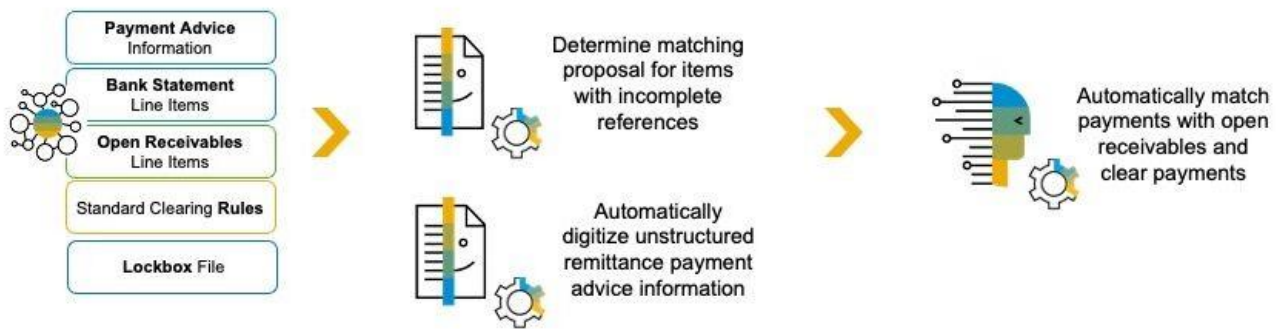 Payment Advice
Information
Bank Statement
Line Items
Open Receivables
Line Items
Standard Clearing Rules
Lockbox File
Determine matching
proposal for items
with incomplete
references
Automatically
digitize unstructured
remittance payment
advice information
Automatically match
payments with open
receivables and
clear payments